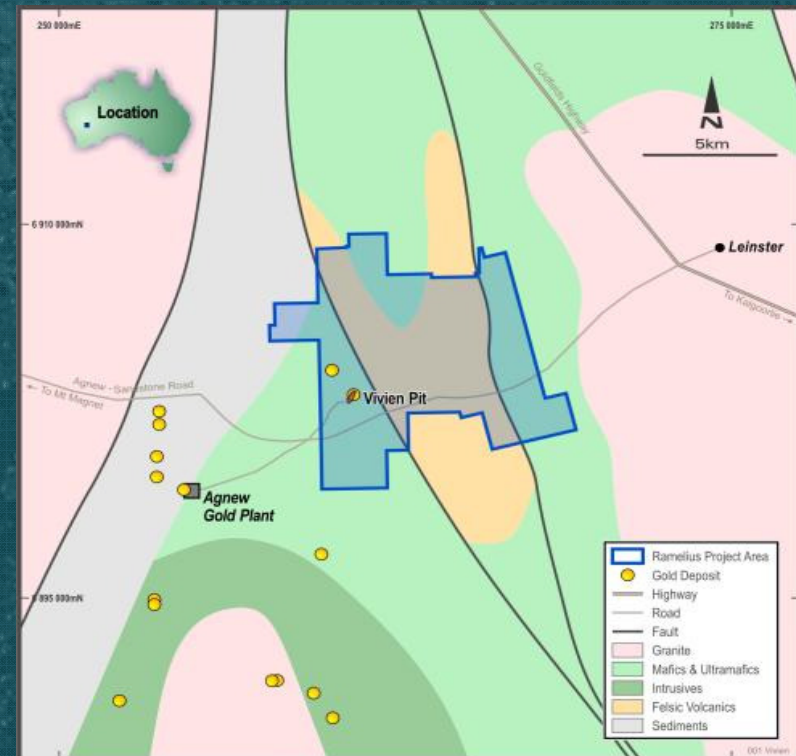 250 000mE
275 000mE
Location
Goldfields Highway
N
5km
6 910 000mN
Leinster
To Kalgoorlie
Agnew - Sandstone Road
To Mt Magnet
Vivien Pit
Agnew
Gold Plant
6 895 000mN
Ramelius Project Area
Gold Deposit
Highway
Road
Fault
Granite
Mafics & Ultramafics
Intrusives
Felsic Volcanics
Sediments
001 Vivien